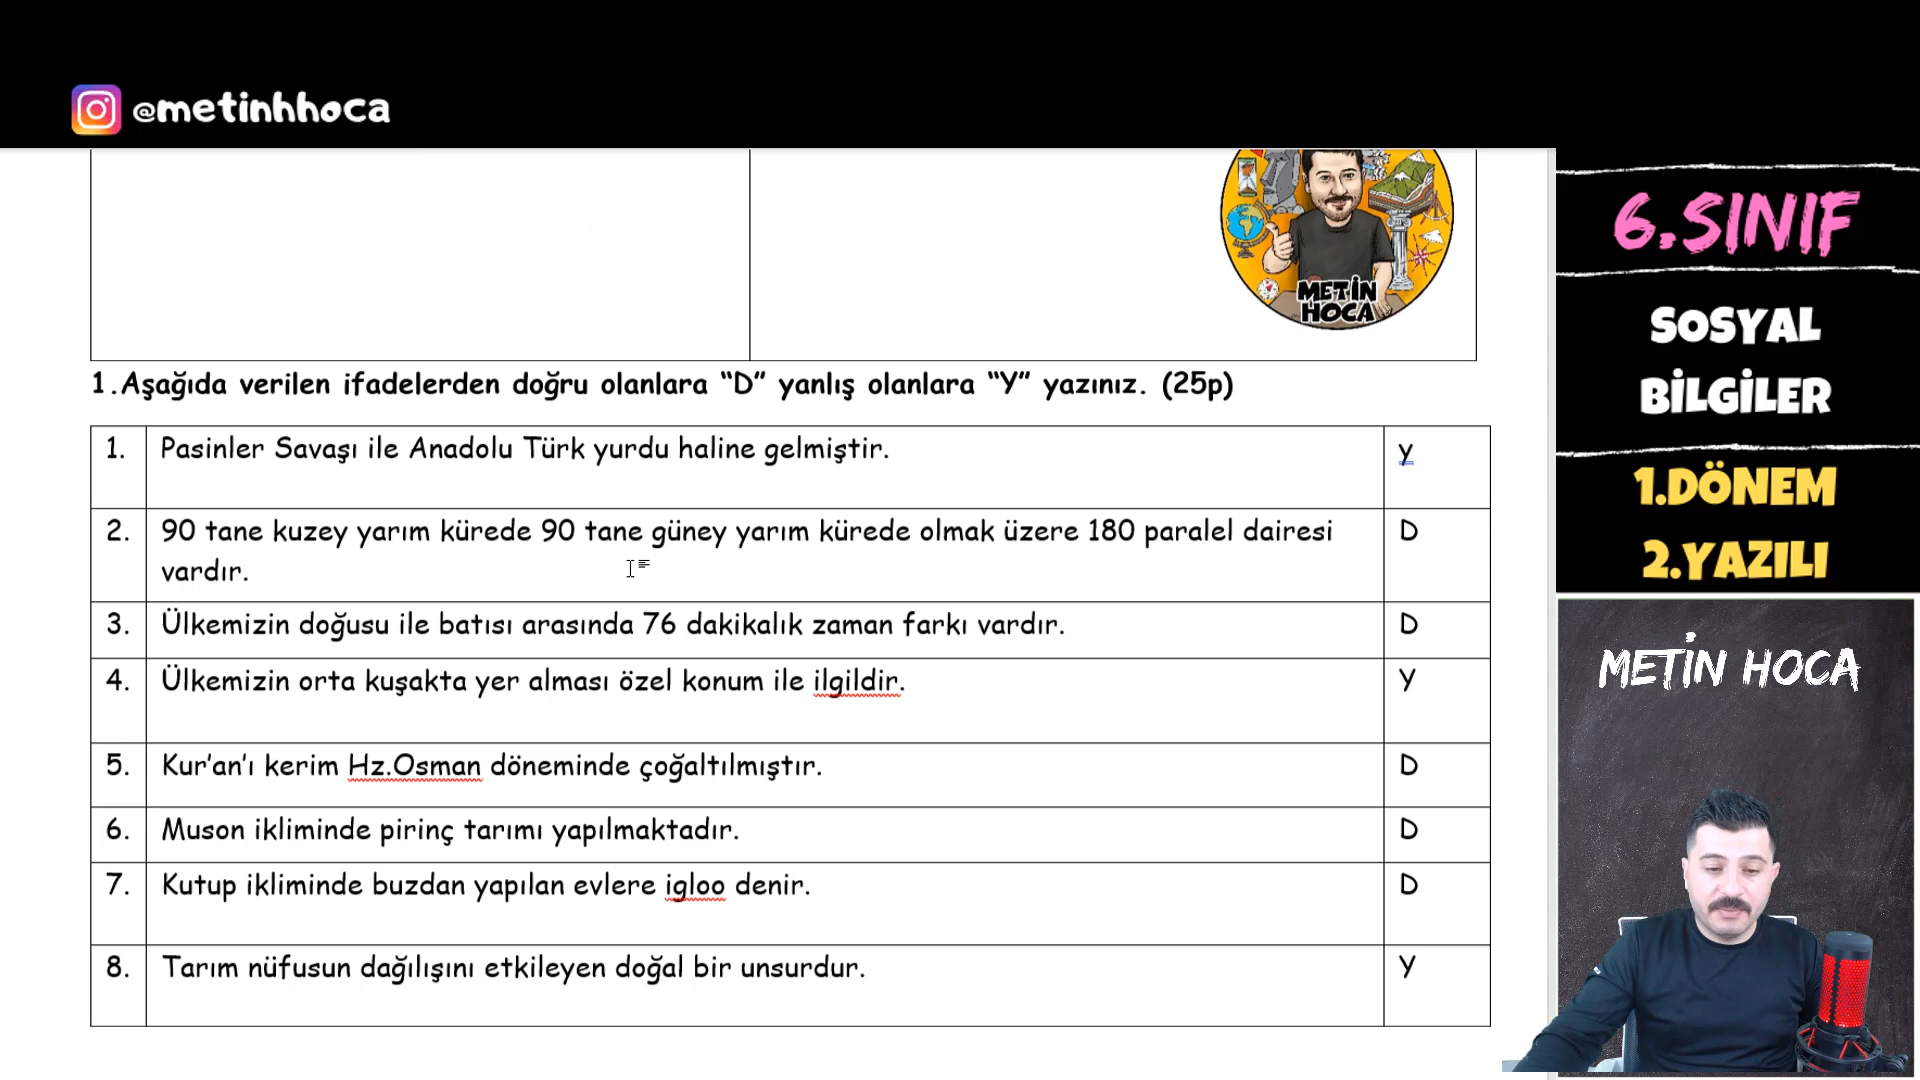 @metinhhoca
METİN
HOCA
1.Aşağıda verilen ifadelerden doğru olanlara “D” yanlış olanlara “Y” yazınız. (25p)
1. Pasinler Savaşı ile Anadolu Türk yurdu haline gelmiştir. y
2. 90 tane kuzey yarım kürede 90 tane güney yarım kürede olmak üzere 180 paralel dairesi D
vardır.
3. Ülkemizin doğusu ile batısı arasında 76 dakikalık zaman farkı vardır. D
4. Ülkemizin orta kuşakta yer alması özel konum ile ilgildir. Y
5. Kur’an’ı kerim Hz.Osman döneminde çoğaltılmıştır. D
6. Muson ikliminde pirinç tarımı yapılmaktadır. D
7. Kutup ikliminde buzdan yapılan evlere igloo denir. D
8. Tarım nüfusun dağılışını etkileyen doğal bir unsurdur. Y
6.SINIF
SOSYAL
BİLGİLER
1.DÖNEM
2.YAZILI
METİN HOCA